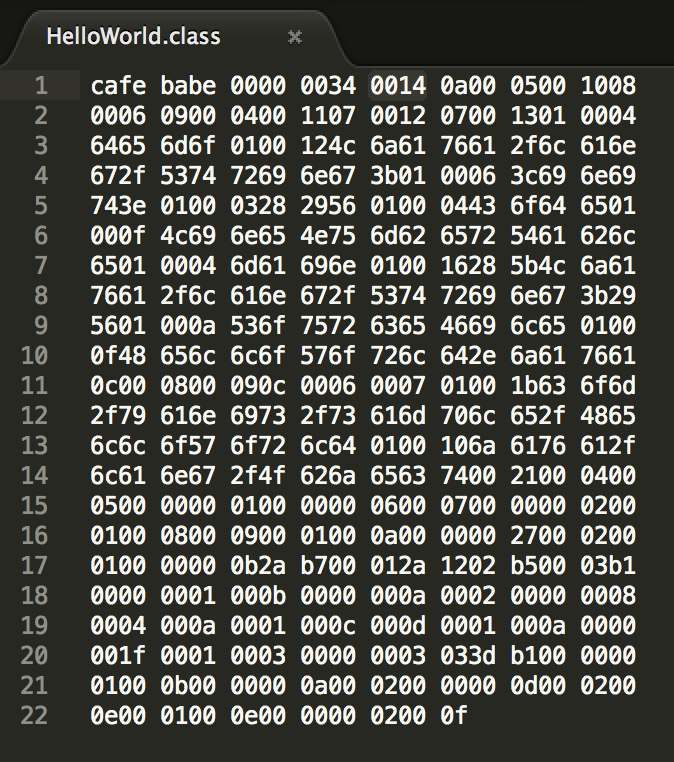 HelloWorld.class ×
1 cafe babe 0000 0034 0014 0a00 0500 1008
2 0006 0900 0400 1107 0012 0700 1301 0004
3 6465 6d6f 0100 124c 6a61 7661 2f6c 616e
4 672f 5374 7269 6e67 3b01 0006 3c69 6e69
5 743e 0100 0328 2956 0100 0443 6f64 6501
6 000f 4c69 6e65 4e75 6d62 6572 5461 626c
7 6501 0004 6d61 696e 0100 1628 5b4c 6a61
8 7661 2f6c 616e 672f 5374 7269 6e67 3b29
9 5601 000a 536f 7572 6365 4669 6c65 0100
10 0f48 656c 6c6f 576f 726c 642e 6a61 7661
11 0c00 0800 090c 0006 0007 0100 1b63 6f6d
12 2f79 616e 6973 2f73 616d 706c 652f 4865
13 6c6c 6f57 6f72 6c64 0100 106a 6176 612f
14 6c61 6e67 2f4f 626a 6563 7400 2100 0400
15 0500 0000 0100 0000 0600 0700 0000 0200
16 0100 0800 0900 0100 0a00 0000 2700 0200
17 0100 0000 0b2a b700 012a 1202 b500 03b1
18 0000 0001 000b 0000 000a 0002 0000 0008
19 0004 000a 0001 000c 000d 0001 000a 0000
20 001f 0001 0003 0000 0003 033d b100 0000
21 0100 0b00 0000 0a00 0200 0000 0d00 0200
22 0e00 0100 0e00 0000 0200 0f